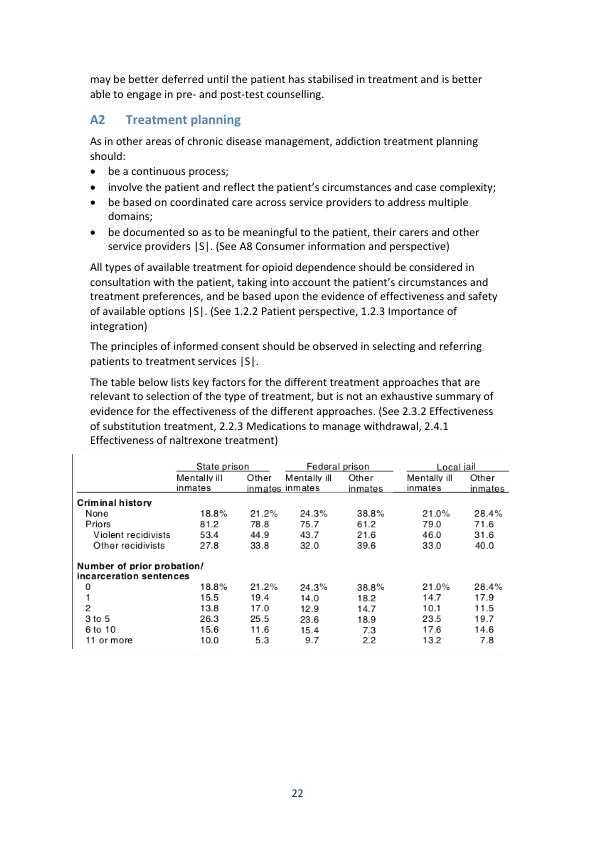 may be better deferred until the patient has stabilised in treatment and is better
able to engage in pre- and post-test counselling.
A2 Treatment planning
As in other areas of chronic disease management, addiction treatment planning
should:
• be a continuous process;
• involve the patient and reflect the patient's circumstances and case complexity;
• be based on coordinated care across service providers to address multiple
domains;
• be documented so as to be meaningful to the patient, their carers and other
service providers |S|. (See A8 Consumer information and perspective)
All types of available treatment for opioid dependence should be considered in
consultation with the patient, taking into account the patient's circumstances and
treatment preferences, and be based upon the evidence of effectiveness and safety
of available options |S|. (See 1.2.2 Patient perspective, 1.2.3 Importance of
integration)
The principles of informed consent should be observed in selecting and referring
patients to treatment services |S|.
The table below lists key factors for the different treatment approaches that are
relevant to selection of the type of treatment, but is not an exhaustive summary of
evidence for the effectiveness of the different approaches. (See 2.3.2 Effectiveness
of substitution treatment, 2.2.3 Medications to manage withdrawal, 2.4.1
Effectiveness of naltrexone treatment)
State prison Federal prison Local jail
Mentally ill Other Mentally ill Other Mentally ill Other
inmates inmates inmates inmates inmates inmates
Criminal history
None 18.8% 21.2% 24.3% 38.8% 21.0% 28.4%
Priors 81.2 78.8 75.7 61.2 79.0 71.6
Violent recidivists 53.4 44.9 43.7 21.6 46.0 31.6
Other recidivists 27.8 33.8 32.0 39.6 33.0 40.0
Number of prior probation/
incarceration sentences
0 18.8% 21.2% 24.3% 38.8% 21.0% 28.4%
1 15.5 19.4 14.0 18.2 14.7 17.9
2 13.8 17.0 12.9 14.7 10.1 11.5
3 to 5 26.3 25.5 23.6 18.9 23.5 19.7
6 to 10 15.6 11.6 15.4 7.3 17.6 14.6
11 or more 10.0 5.3 9.7 2.2 13.2 7.8
22